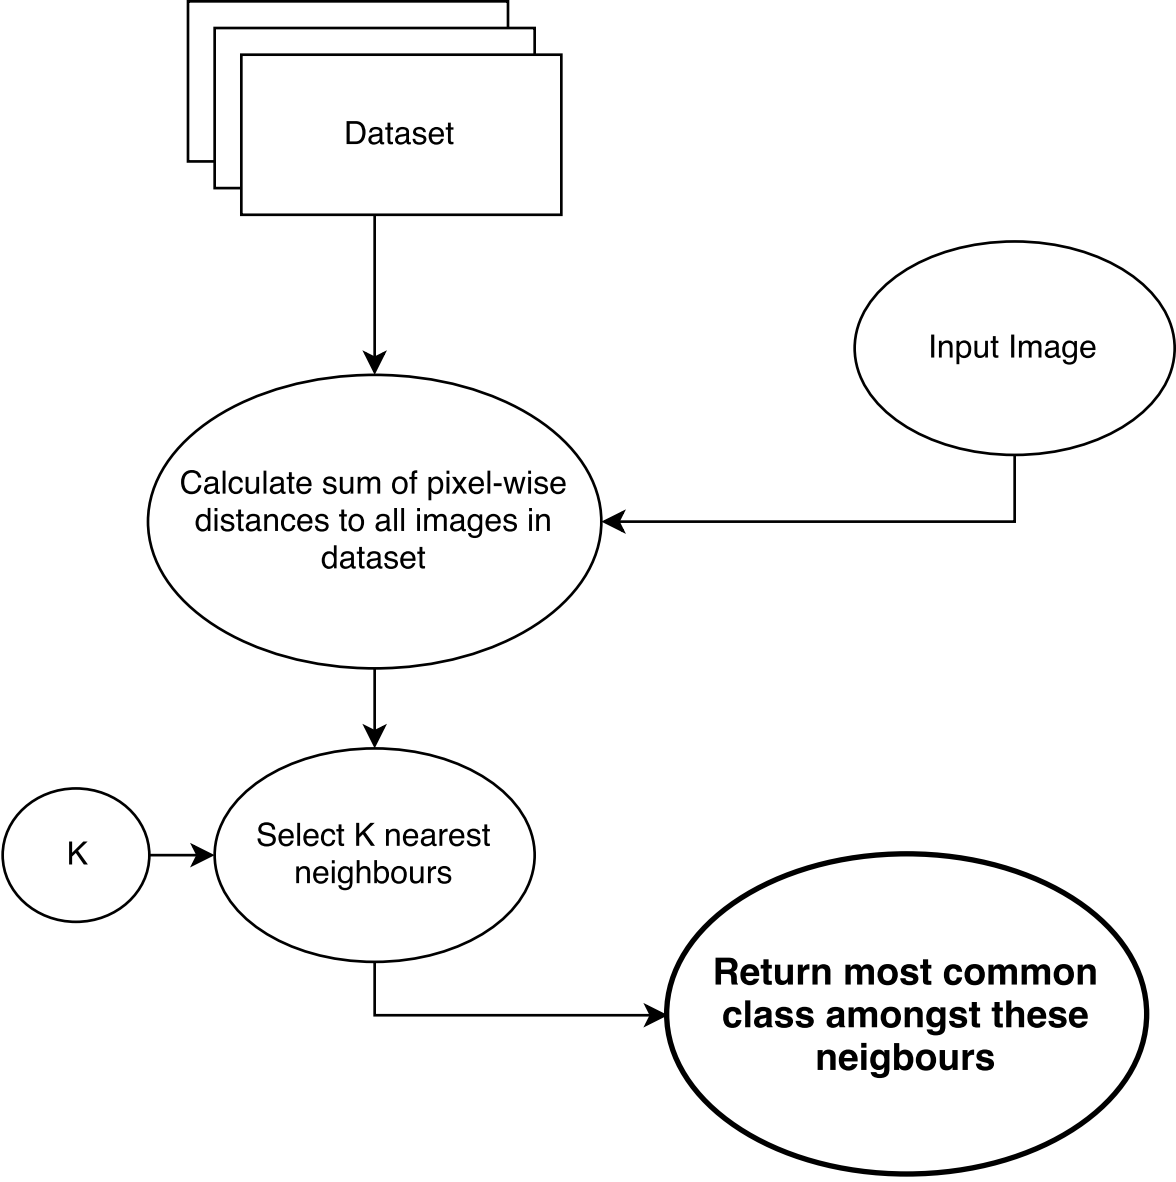 Dataset
Input Image
Calculate sum of pixel-wise
distances to all images in
dataset
K
Select K nearest
neighbours
Return most common
class amongst these
neigbours